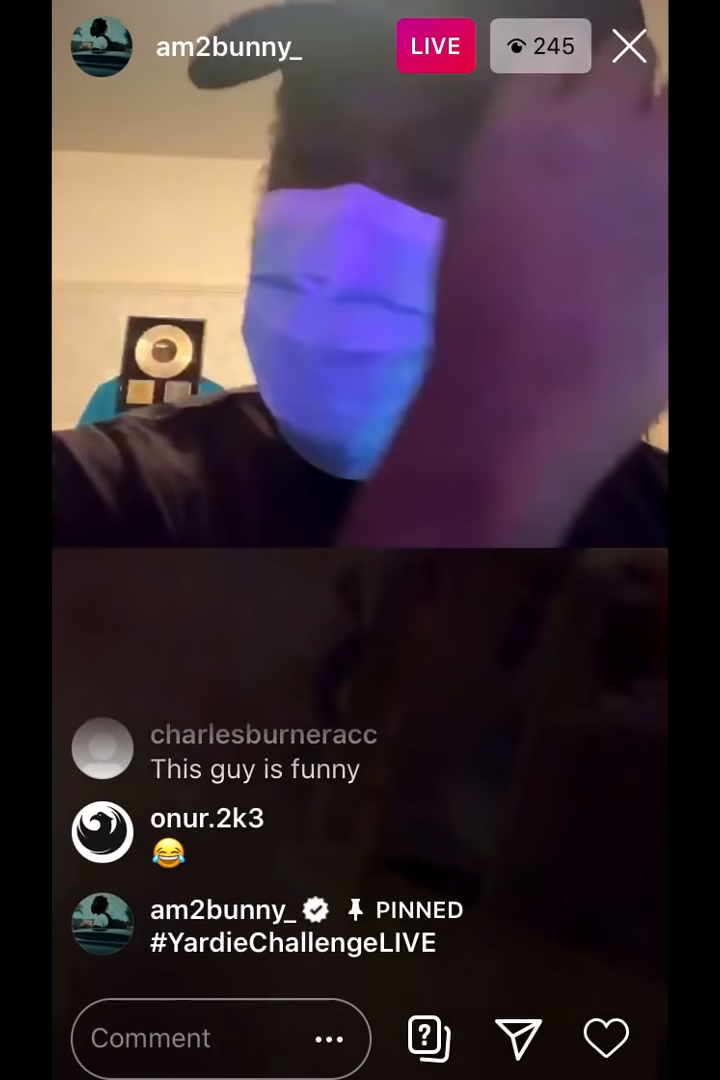 am2bunny_
LIVE
245
charlesburneracc
This guy is funny
onur.2k3
😂
am2bunny_ PINNED
#YardieChallengeLIVE
Comment